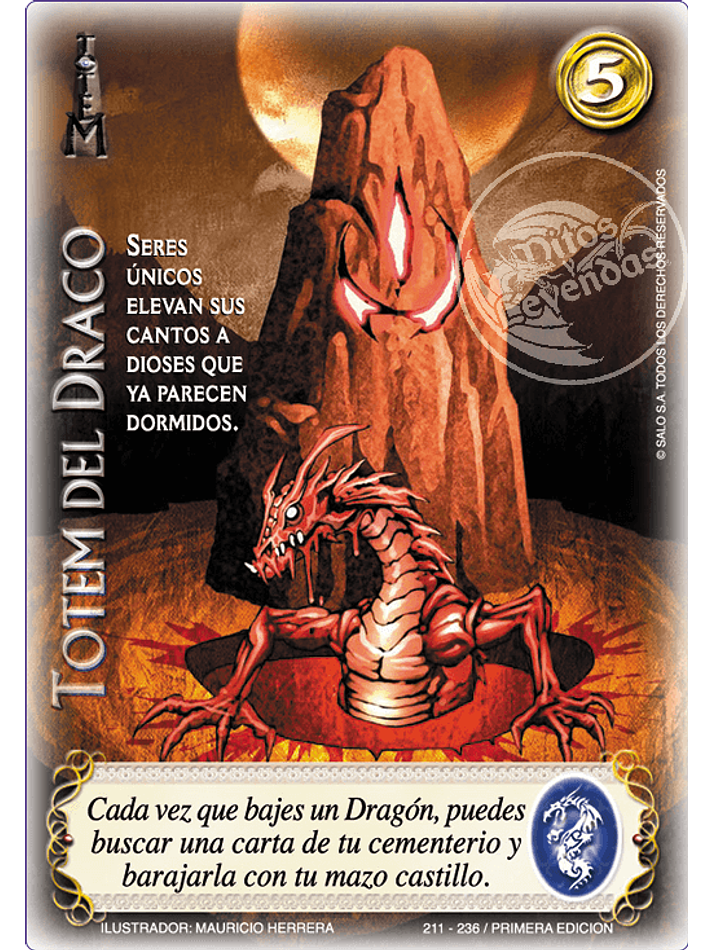 TOTEM
5
TOTEM DEL DRACO
SERES
ÚNICOS
ELEVAN SUS
CANTOS A
DIOSES QUE
YA PARECEN
DORMIDOS.
Mitos
Leyendas
© SALO S.A. TODOS LOS DERECHOS RESERVADOS
Cada vez que bajes un Dragón, puedes
buscar una carta de tu cementerio y
barajarla con tu mazo castillo.
ILUSTRADOR: MAURICIO HERRERA
211 - 236 / PRIMERA EDICION